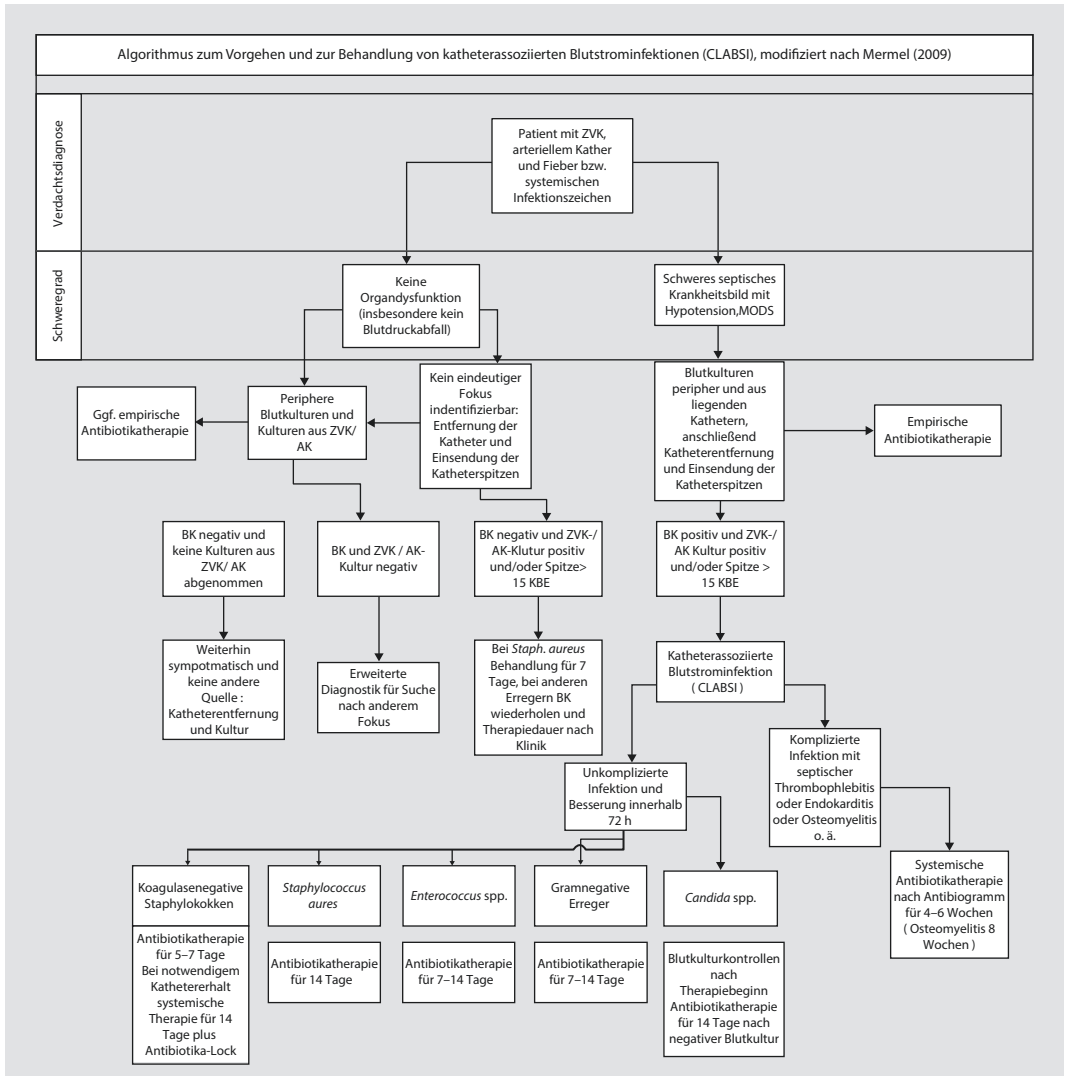 Algorithmus zum Vorgehen und zur Behandlung von katheterassoziierten Blutstrominfektionen (CLABSI), modifiziert nach Mermel (2009)
Verdachtsdiagnose
Patient mit ZVK,
arteriellem Kather
und Fieber bzw.
systemischen
Infektionszeichen
Schweregrad
Keine
Organdysfunktion
(insbesondere kein
Blutdruckabfall)
Schweres septisches
Krankheitsbild mit
Hypotension,MODS
Ggf. empirische
Antibiotikatherapie
Periphere
Blutkulturen und
Kulturen aus ZVK/
AK
Kein eindeutiger
Fokus
indentifizierbar:
Entfernung der
Katheter und
Einsendung der
Katheterspitzen
Blutkulturen
peripher und aus
liegenden
Kathetern,
anschließend
Katheterentfernung
und Einsendung der
Katheterspitzen
Empirische
Antibiotikatherapie
BK negativ und
keine Kulturen aus
ZVK/ AK
abgenommen
BK und ZVK / AK-
Kultur negativ
BK negativ und ZVK-/
AK-Klutur positiv
und/oder Spitze>
15 KBE
BK positiv und ZVK-/
AK Kultur positiv
und/oder Spitze >
15 KBE
Weiterhin
sympotmatisch und
keine andere
Quelle :
Katheterentfernung
und Kultur
Erweiterte
Diagnostik für Suche
nach anderem
Fokus
Bei Staph. aureus
Behandlung für 7
Tage, bei anderen
Erregern BK
wiederholen und
Therapiedauer nach
Klinik
Katheterassoziierte
Blutstrominfektion
( CLABSI )
Unkomplizierte
Infektion und
Besserung innerhalb
72 h
Komplizierte
Infektion mit
septischer
Thrombophlebitis
oder Endokarditis
oder Osteomyelitis
o. ä.
Systemische
Antibiotikatherapie
nach Antibiogramm
für 4–6 Wochen
( Osteomyelitis 8
Wochen )
Koagulasenegative
Staphylokokken
Staphylococcus
aures
Enterococcus spp.
Gramnegative
Erreger
Candida spp.
Antibiotikatherapie
für 5–7 Tage
Bei notwendigem
Kathetererhalt
systemische
Therapie für 14
Tage plus
Antibiotika-Lock
Antibiotikatherapie
für 14 Tage
Antibiotikatherapie
für 7–14 Tage
Antibiotikatherapie
für 7–14 Tage
Blutkulturkontrollen
nach
Therapiebeginn
Antibiotikatherapie
für 14 Tage nach
negativer Blutkultur